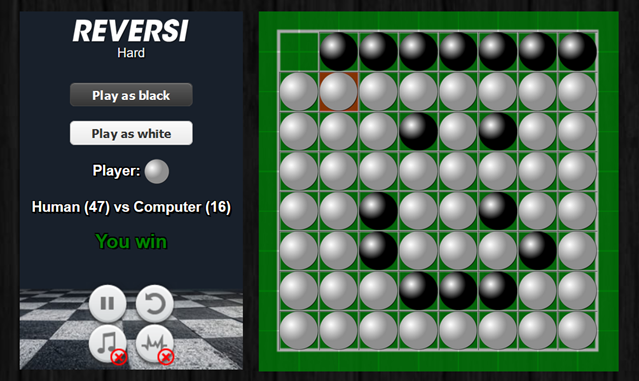 REVERSI
Hard
Play as black
Play as white
Player:
Human (47) vs Computer (16)
You win